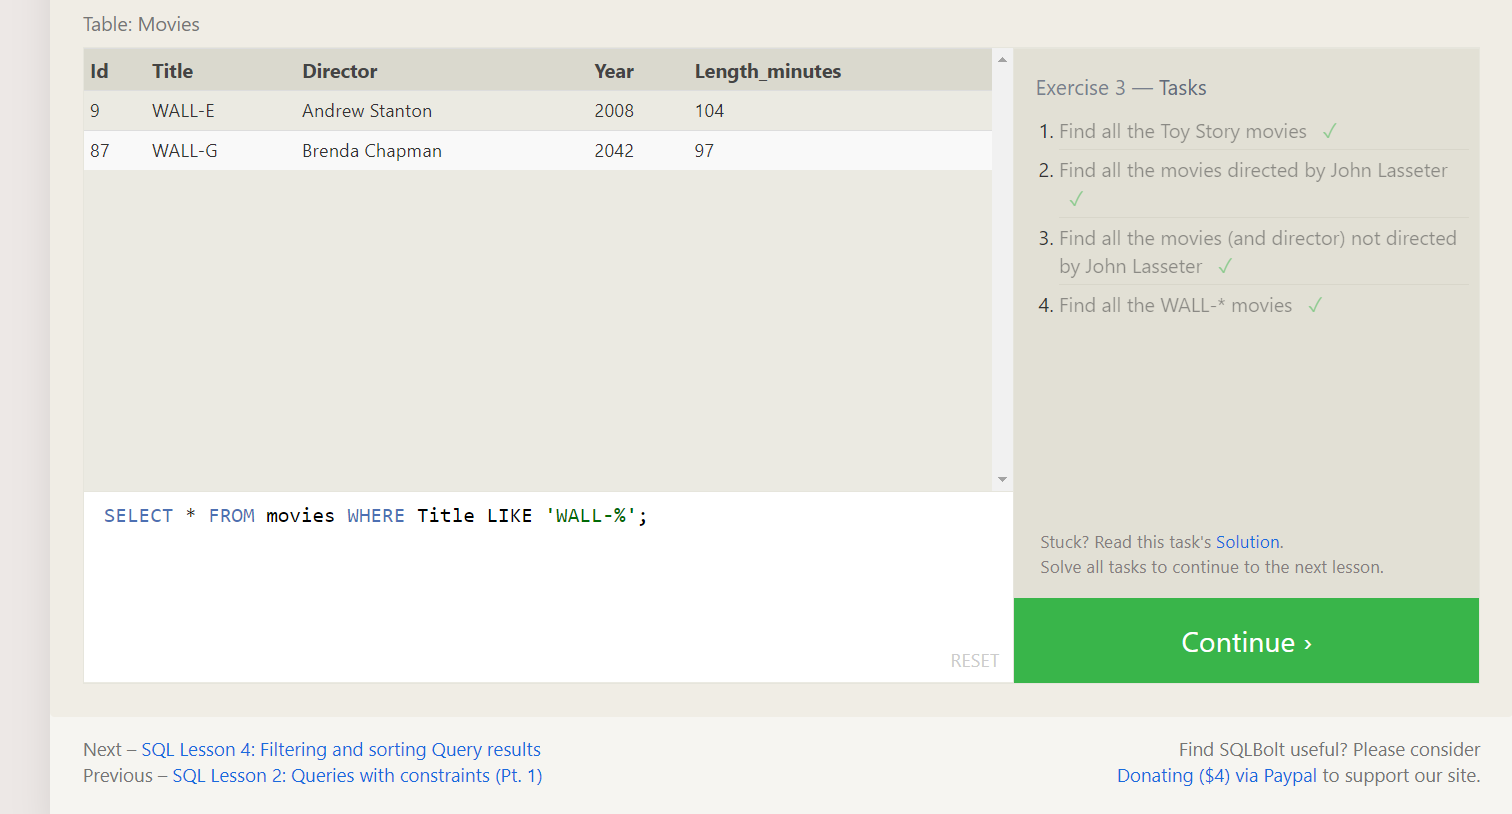 Table: Movies
Id Title Director Year Length_minutes
9 WALL-E Andrew Stanton 2008 104
87 WALL-G Brenda Chapman 2042 97
SELECT * FROM movies WHERE Title LIKE 'WALL-%';
RESET
Exercise 3 — Tasks
1. Find all the Toy Story movies ✓
2. Find all the movies directed by John Lasseter
✓
3. Find all the movies (and director) not directed
by John Lasseter ✓
4. Find all the WALL-* movies ✓
Stuck? Read this task's Solution.
Solve all tasks to continue to the next lesson.
Continue ›
Next – SQL Lesson 4: Filtering and sorting Query results
Previous – SQL Lesson 2: Queries with constraints (Pt. 1)
Find SQLBolt useful? Please consider
Donating ($4) via Paypal to support our site.